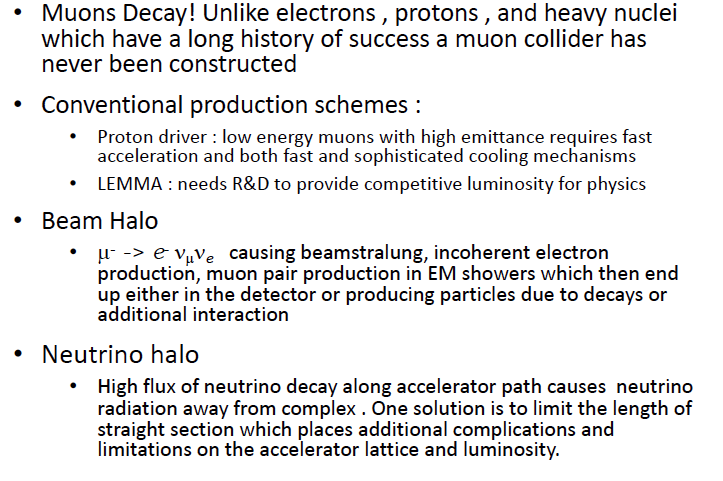 • Muons Decay! Unlike electrons , protons , and heavy nuclei
which have a long history of success a muon collider has
never been constructed
• Conventional production schemes :
• Proton driver : low energy muons with high emittance requires fast
acceleration and both fast and sophisticated cooling mechanisms
• LEMMA : needs R&D to provide competitive luminosity for physics
• Beam Halo
• μ⁻ -> e⁻ νμνe causing beamstralung, incoherent electron
production, muon pair production in EM showers which then end
up either in the detector or producing particles due to decays or
additional interaction
• Neutrino halo
• High flux of neutrino decay along accelerator path causes neutrino
radiation away from complex . One solution is to limit the length of
straight section which places additional complications and
limitations on the accelerator lattice and luminosity.